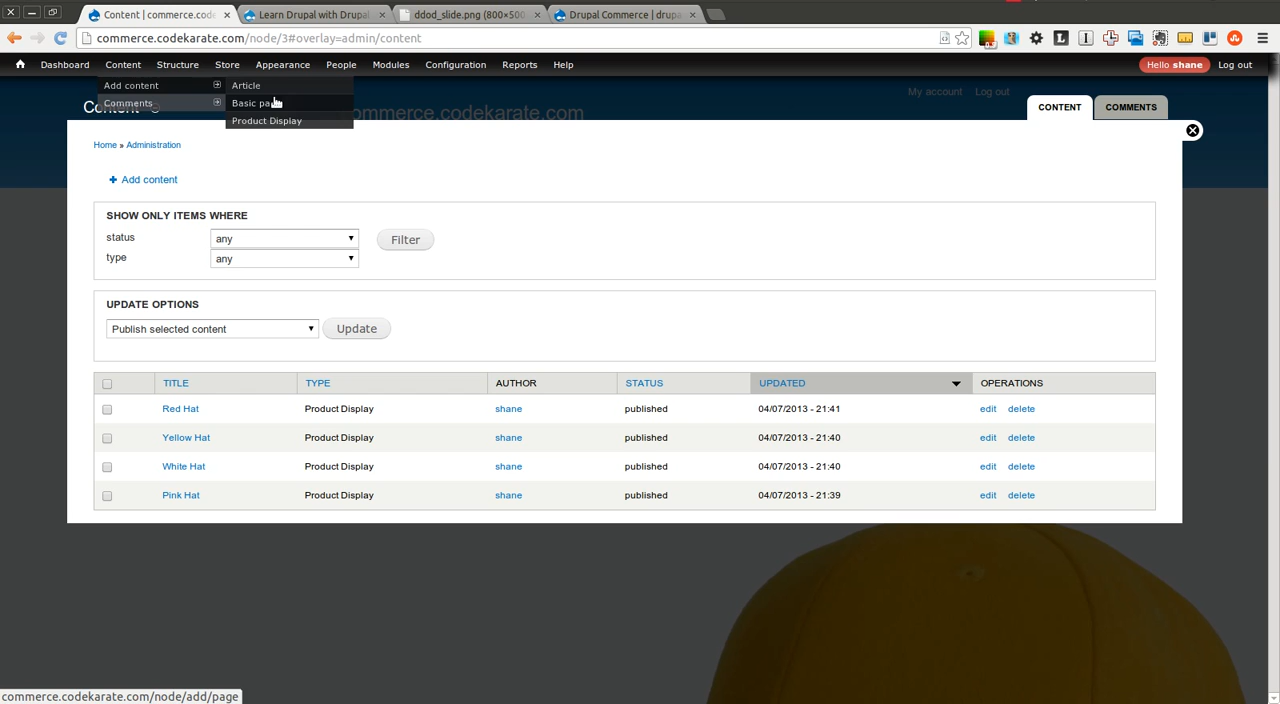 Content | commerce.code
Learn Drupal with Drupal
ddod_slide.png (800×500
Drupal Commerce | drupa
commerce.codekarate.com/node/3#overlay=admin/content
Dashboard Content Structure Store Appearance People Modules Configuration Reports Help
Hello shane Log out
Add content
Article
Comments
Basic pa
Product Display
My account Log out
commerce.codekarate.com
CONTENT COMMENTS
Home » Administration
Add content
SHOW ONLY ITEMS WHERE
status any
Filter
type any
UPDATE OPTIONS
Publish selected content
Update
TITLE TYPE AUTHOR STATUS UPDATED OPERATIONS
Red Hat Product Display shane published 04/07/2013 - 21:41 edit delete
Yellow Hat Product Display shane published 04/07/2013 - 21:40 edit delete
White Hat Product Display shane published 04/07/2013 - 21:40 edit delete
Pink Hat Product Display shane published 04/07/2013 - 21:39 edit delete
commerce.codekarate.com/node/add/page